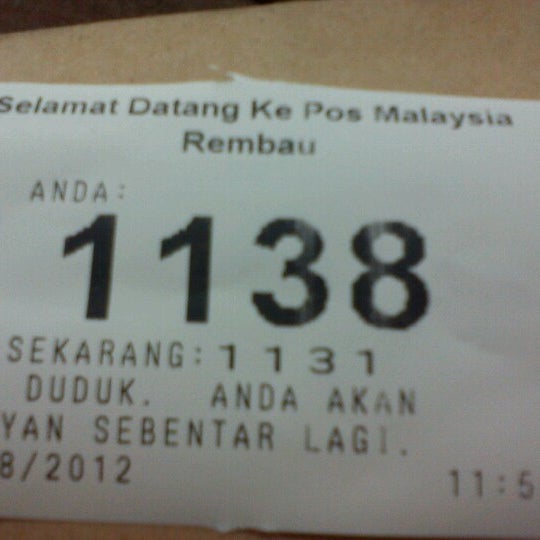 Selamat Datang Ke Pos Malaysia
Rembau
ANDA:
1138
SEKARANG: 1131
DUDUK. ANDA AKAN
YAN SEBENTAR LAGI.
8/2012 11:5